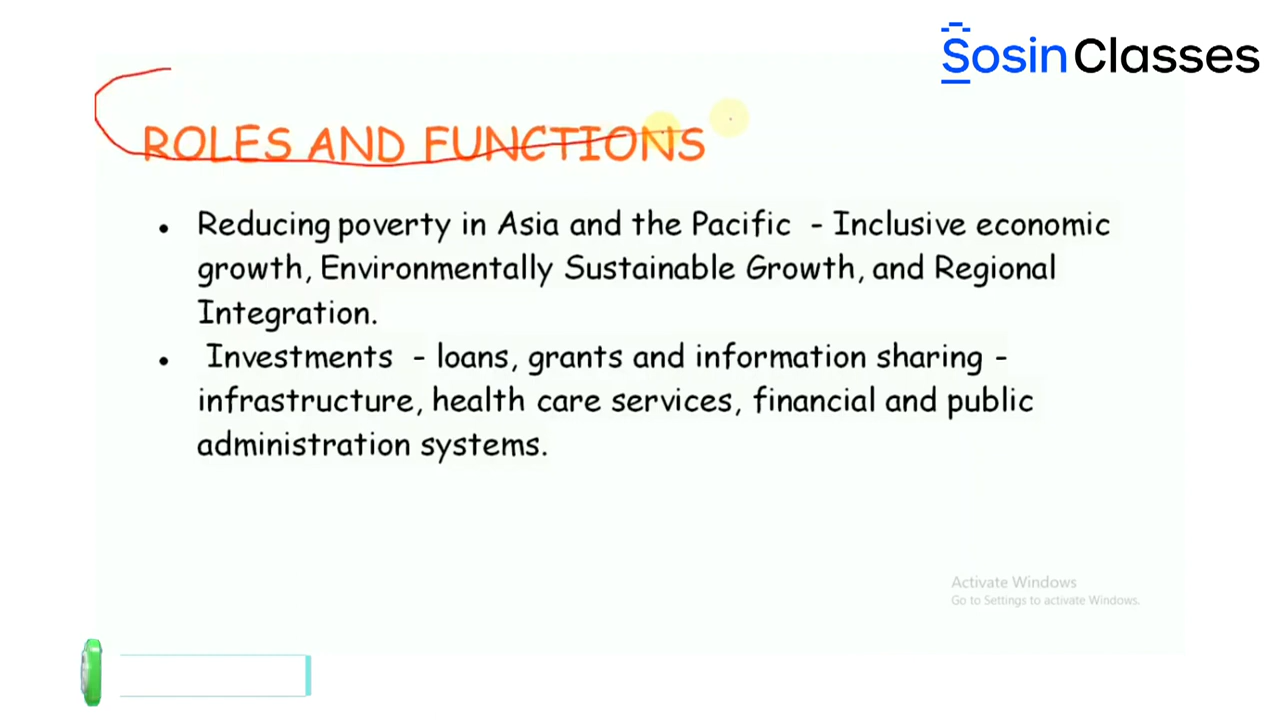 SosinClasses
ROLES AND FUNCTIONS
• Reducing poverty in Asia and the Pacific - Inclusive economic
growth, Environmentally Sustainable Growth, and Regional
Integration.
• Investments - loans, grants and information sharing -
infrastructure, health care services, financial and public
administration systems.
Activate Windows
Go to Settings to activate Windows.